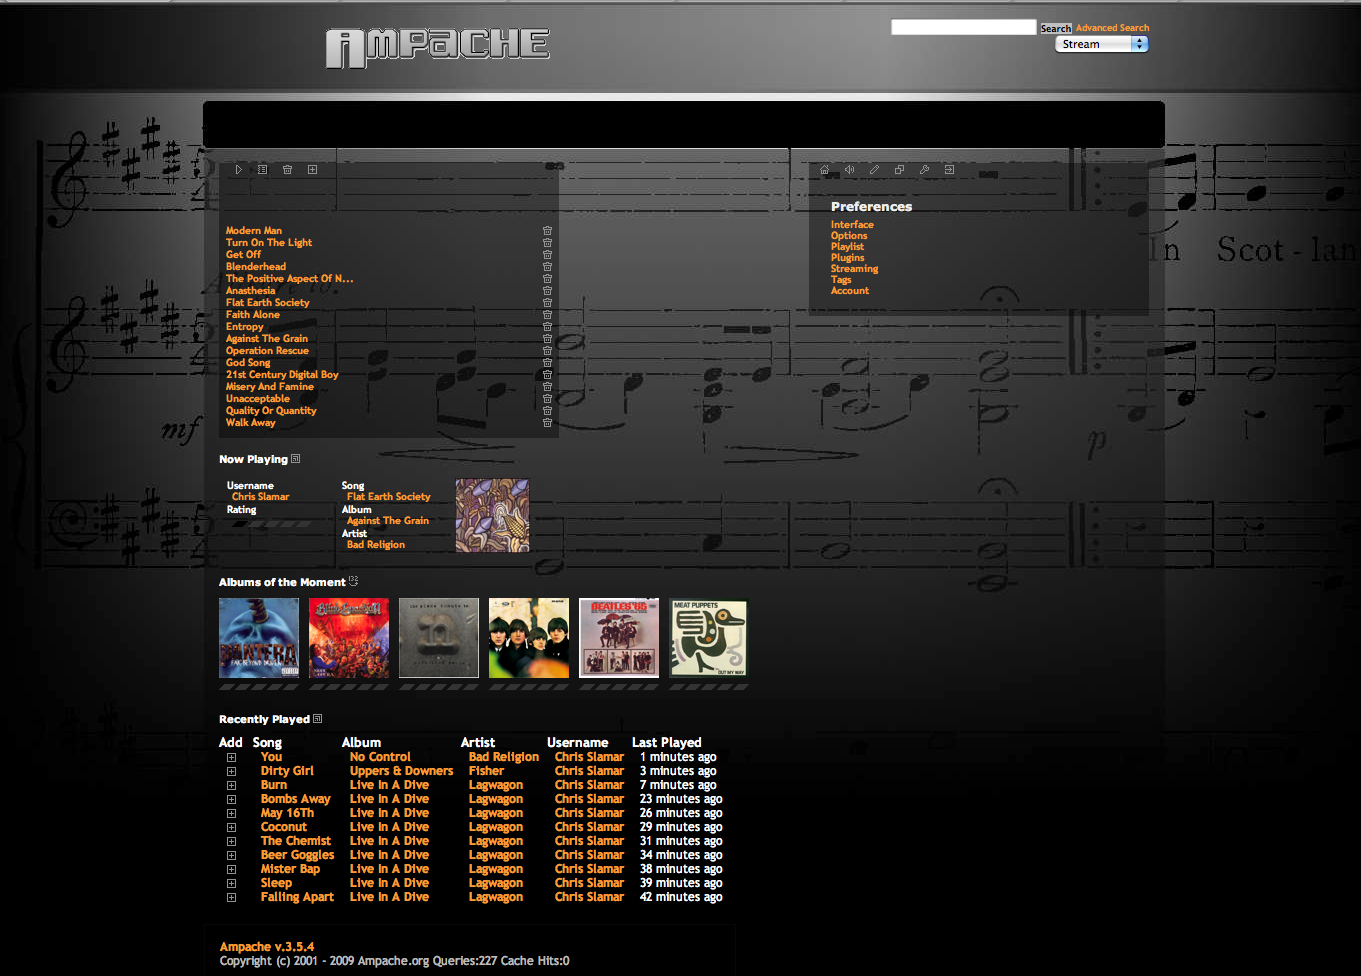 AMPACHE
Search Advanced Search
Stream
Preferences
Interface
Options
Playlist
Plugins
Streaming
Tags
Account
Modern Man
Turn On The Light
Get Off
Blenderhead
The Positive Aspect Of N...
Anasthesia
Flat Earth Society
Faith Alone
Entropy
Against The Grain
Operation Rescue
God Song
21st Century Digital Boy
Misery And Famine
Unacceptable
Quality Or Quantity
Walk Away
In Scot - lan
mf
p
Now Playing
Username
Chris Slamar
Rating
Song
Flat Earth Society
Album
Against The Grain
Artist
Bad Religion
Albums of the Moment
PANTERA
FAR BEYOND DRIVEN
Blind Guardian
BEATLES '65
MEAT PUPPETS
OUT MY WAY
Recently Played
Add Song Album Artist Username Last Played
You No Control Bad Religion Chris Slamar 1 minutes ago
Dirty Girl Uppers & Downers Fisher Chris Slamar 3 minutes ago
Burn Live In A Dive Lagwagon Chris Slamar 7 minutes ago
Bombs Away Live In A Dive Lagwagon Chris Slamar 23 minutes ago
May 16Th Live In A Dive Lagwagon Chris Slamar 26 minutes ago
Coconut Live In A Dive Lagwagon Chris Slamar 29 minutes ago
The Chemist Live In A Dive Lagwagon Chris Slamar 31 minutes ago
Beer Goggles Live In A Dive Lagwagon Chris Slamar 34 minutes ago
Mister Bap Live In A Dive Lagwagon Chris Slamar 38 minutes ago
Sleep Live In A Dive Lagwagon Chris Slamar 39 minutes ago
Falling Apart Live In A Dive Lagwagon Chris Slamar 42 minutes ago
Ampache v.3.5.4
Copyright (c) 2001 - 2009 Ampache.org Queries:227 Cache Hits:0